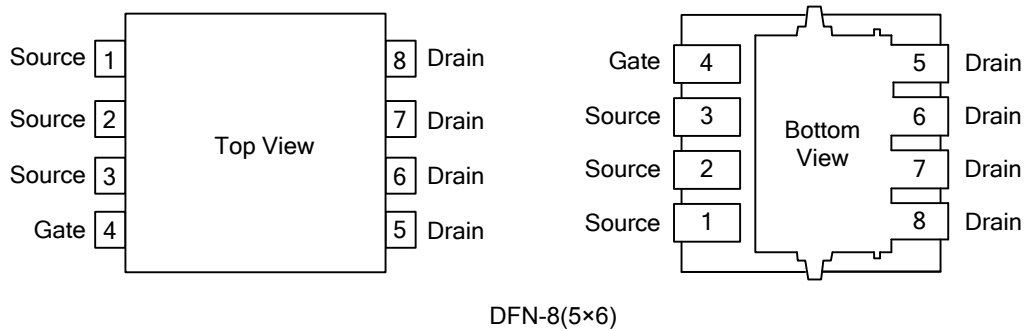 Source 1 8 Drain
Source 2 7 Drain
Top View
Source 3 6 Drain
Gate 4 5 Drain
Gate 4 5 Drain
Source 3 6 Drain
Bottom
View
Source 2 7 Drain
Source 1 8 Drain
DFN-8(5×6)